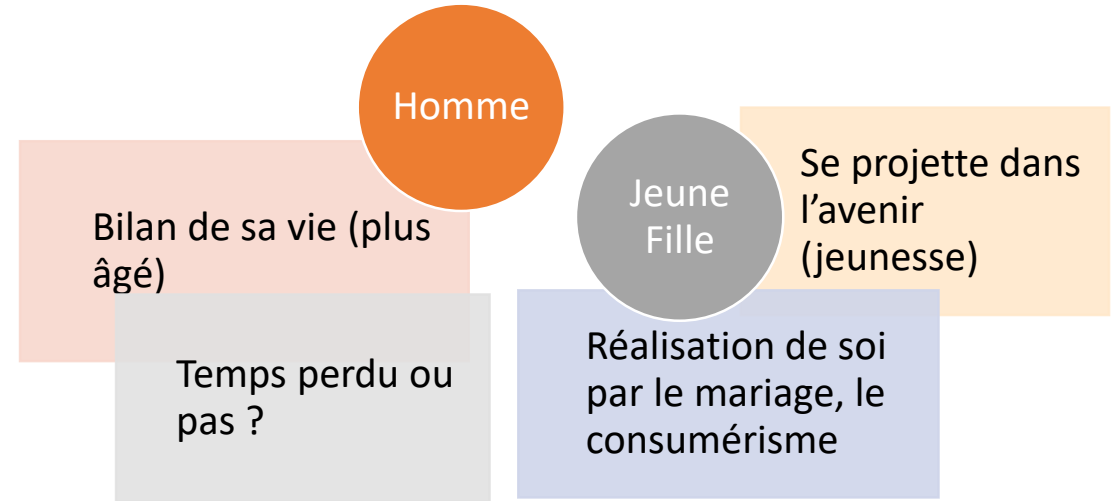 Homme
Bilan de sa vie (plus
âgé)
Temps perdu ou
pas ?
Jeune
Fille
Se projette dans
l’avenir
(jeunesse)
Réalisation de soi
par le mariage, le
consumérisme